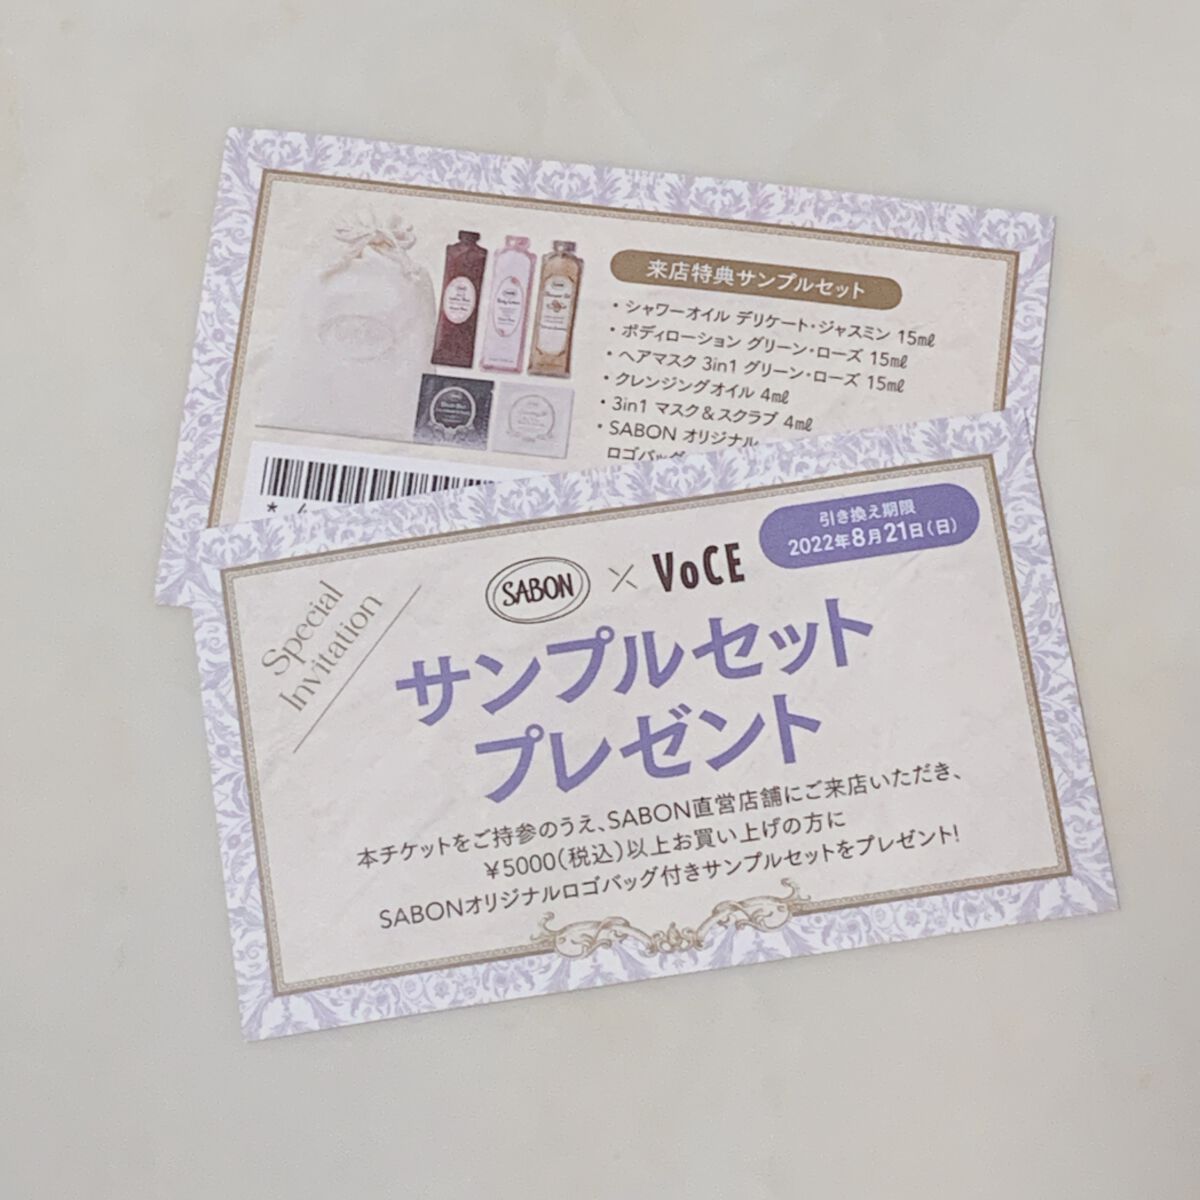 来店特典サンプルセット
・シャワーオイル デリケート・ジャスミン 15㎖
・ボディローション グリーン・ローズ 15㎖
・ヘアマスク 3in1 グリーン・ローズ 15㎖
・クレンジングオイル 4㎖
・3in1 マスク＆スクラブ 4㎖
・SABON オリジナル
ロゴバッグ
*
引き換え期限
2022年8月21日(日)
SABON × VoCE
Special
Invitation
サンプルセット
プレゼント
本チケットをご持参のうえ、SABON直営店舗にご来店いただき、
￥5000(税込)以上お買い上げの方に
SABONオリジナルロゴバッグ付きサンプルセットをプレゼント!